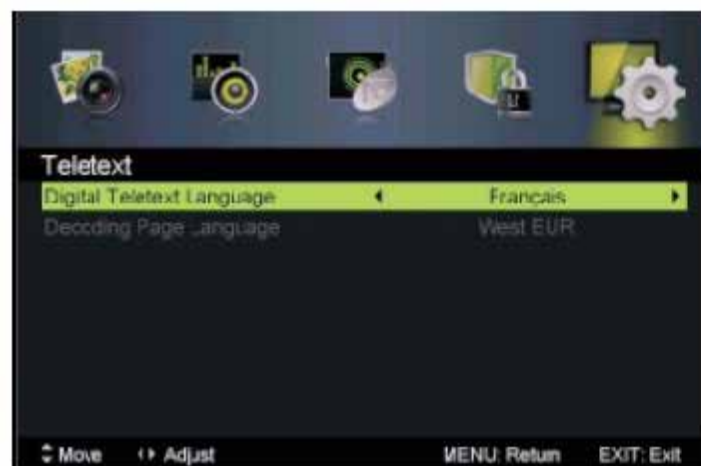 Teletext
Digital Teletext Language Français
Decoding Page Language West EUR
Move Adjust MENU: Return EXIT: Exit